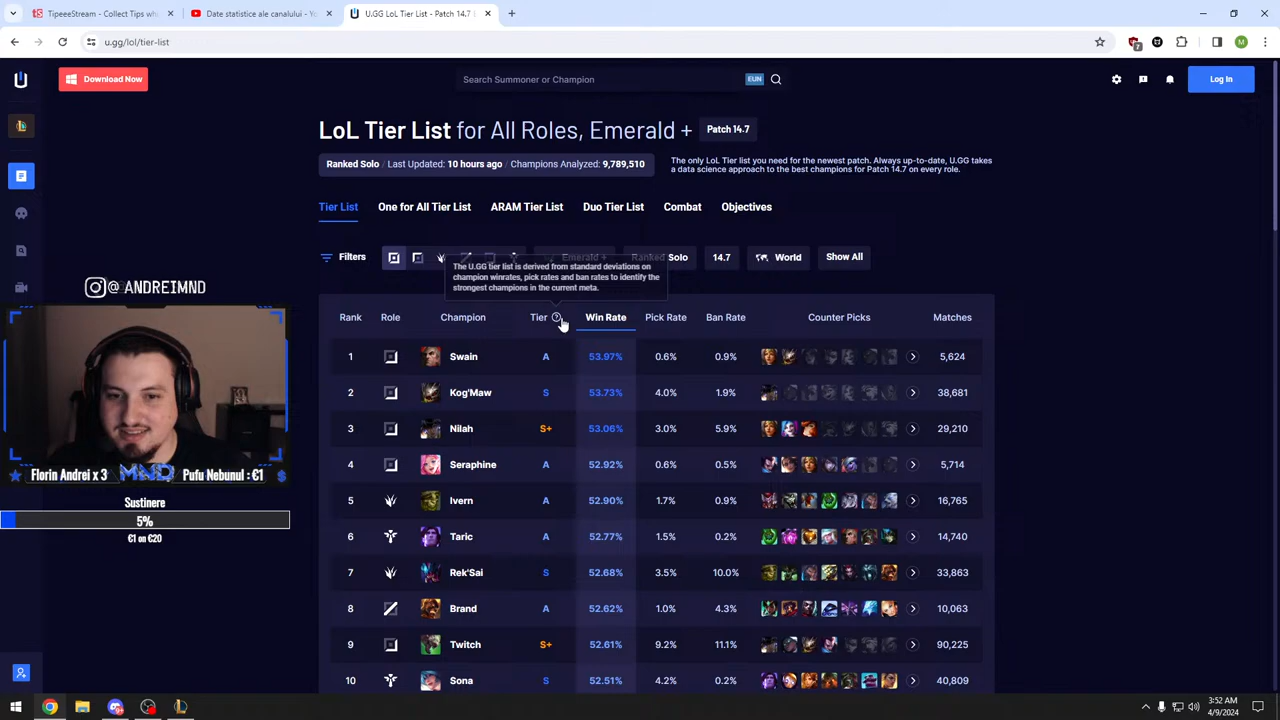 TipeeeStream - Collect Tips wh
Date statistice ale canalului - Yo
U.GG LoL Tier List - Patch 14.7
u.gg/lol/tier-list
7
M
Download Now
Search Summoner or Champion
EUN
Log In
LoL Tier List for All Roles, Emerald +
Patch 14.7
Ranked Solo / Last Updated: 10 hours ago / Champions Analyzed: 9,789,510
The only LoL Tier list you need for the newest patch. Always up-to-date, U.GG takes
a data science approach to the best champions for Patch 14.7 on every role.
Tier List One for All Tier List ARAM Tier List Duo Tier List Combat Objectives
Filters Emerald + Ranked Solo 14.7 World Show All
The U.GG tier list is derived from standard deviations on
champion winrates, pick rates and ban rates to identify the
strongest champions in the current meta.
Rank Role Champion Tier Win Rate Pick Rate Ban Rate Counter Picks Matches
1 Swain A 53.97% 0.6% 0.9% 5,624
2 Kog'Maw S 53.73% 4.0% 1.9% 38,681
3 Nilah S+ 53.06% 3.0% 5.9% 29,210
4 Seraphine A 52.92% 0.6% 0.5% 5,714
5 Ivern A 52.90% 1.7% 0.9% 16,765
6 Taric A 52.77% 1.5% 0.2% 14,740
7 Rek'Sai S 52.68% 3.5% 10.0% 33,863
8 Brand A 52.62% 1.0% 4.3% 10,063
9 Twitch S+ 52.61% 9.2% 11.1% 90,225
10 Sona S 52.51% 4.2% 0.2% 40,809
@ANDREIMND
Florin Andrei x 3
MND
Pufu Nebunul : €1
$
Sustinere
5%
€1 on €20
3:52 AM
4/9/2024